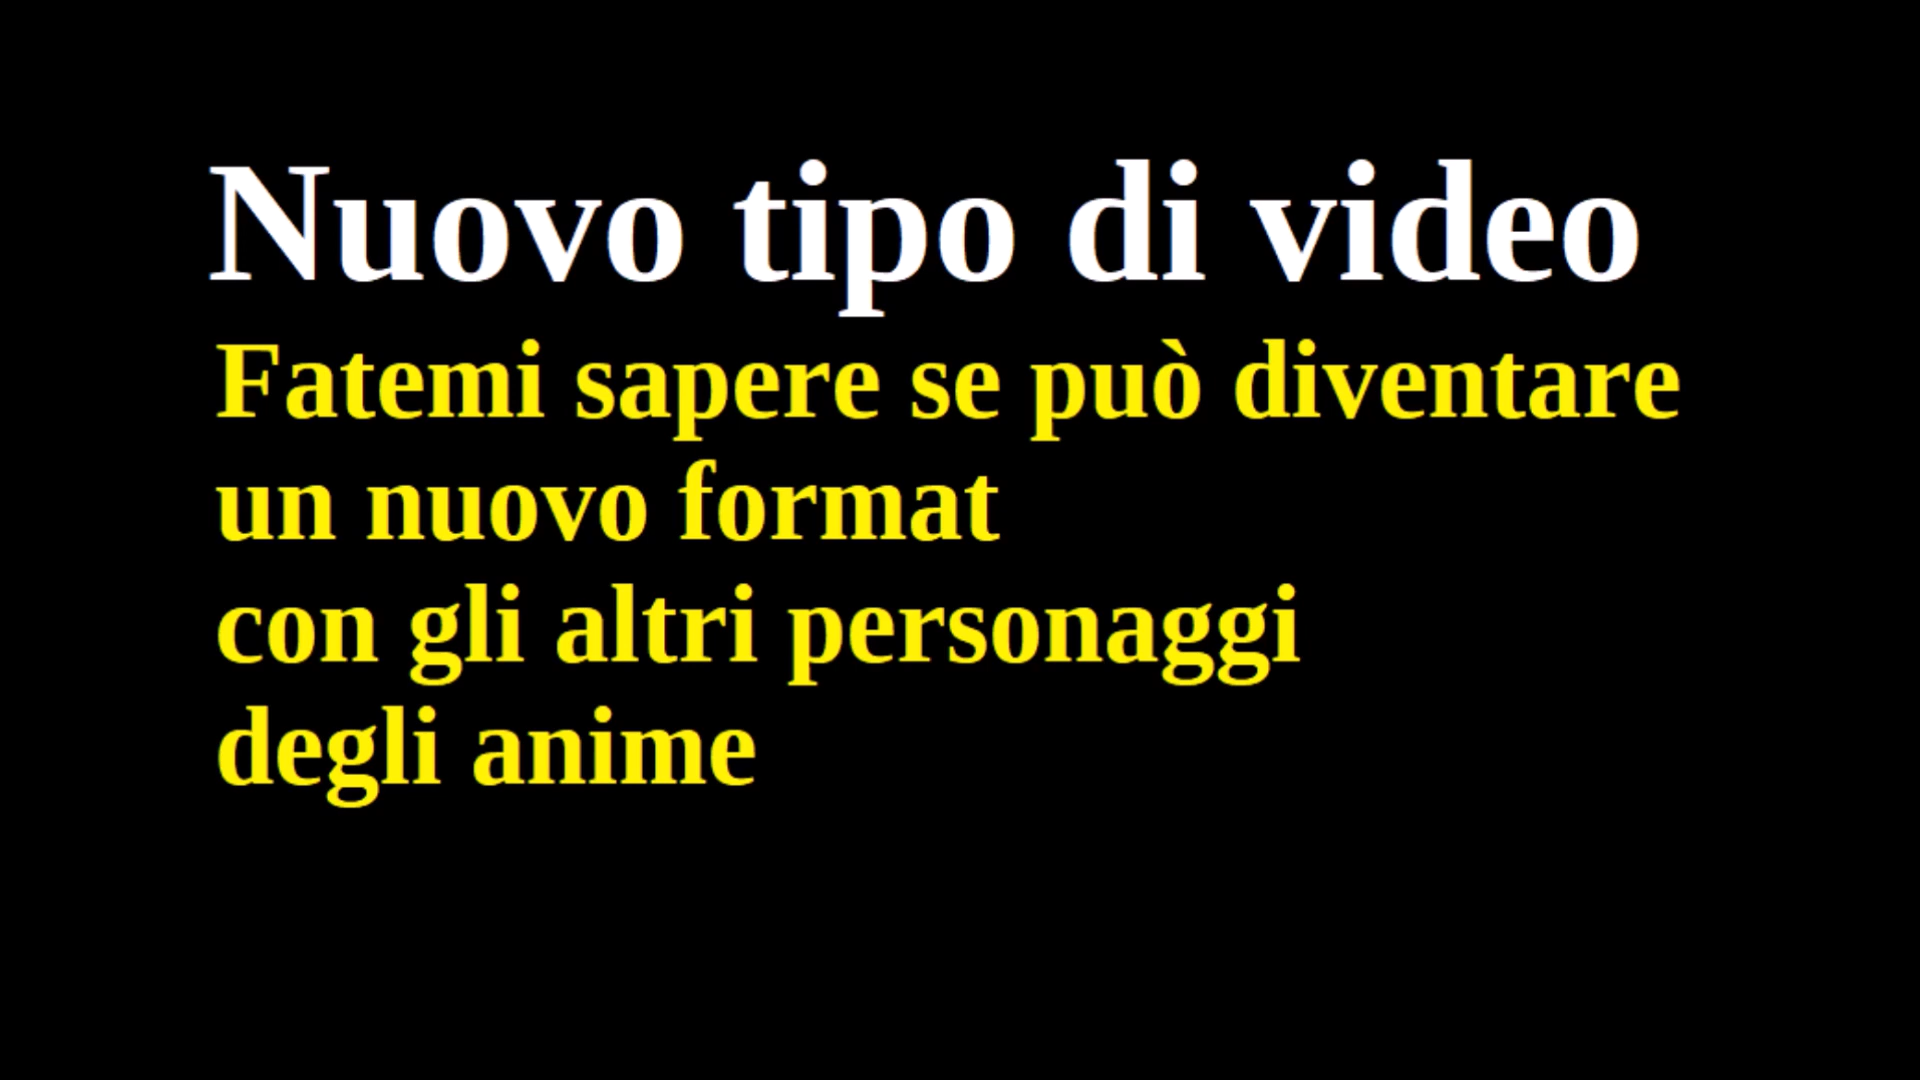 Nuovo tipo di video
Fatemi sapere se può diventare
un nuovo format
con gli altri personaggi
degli anime